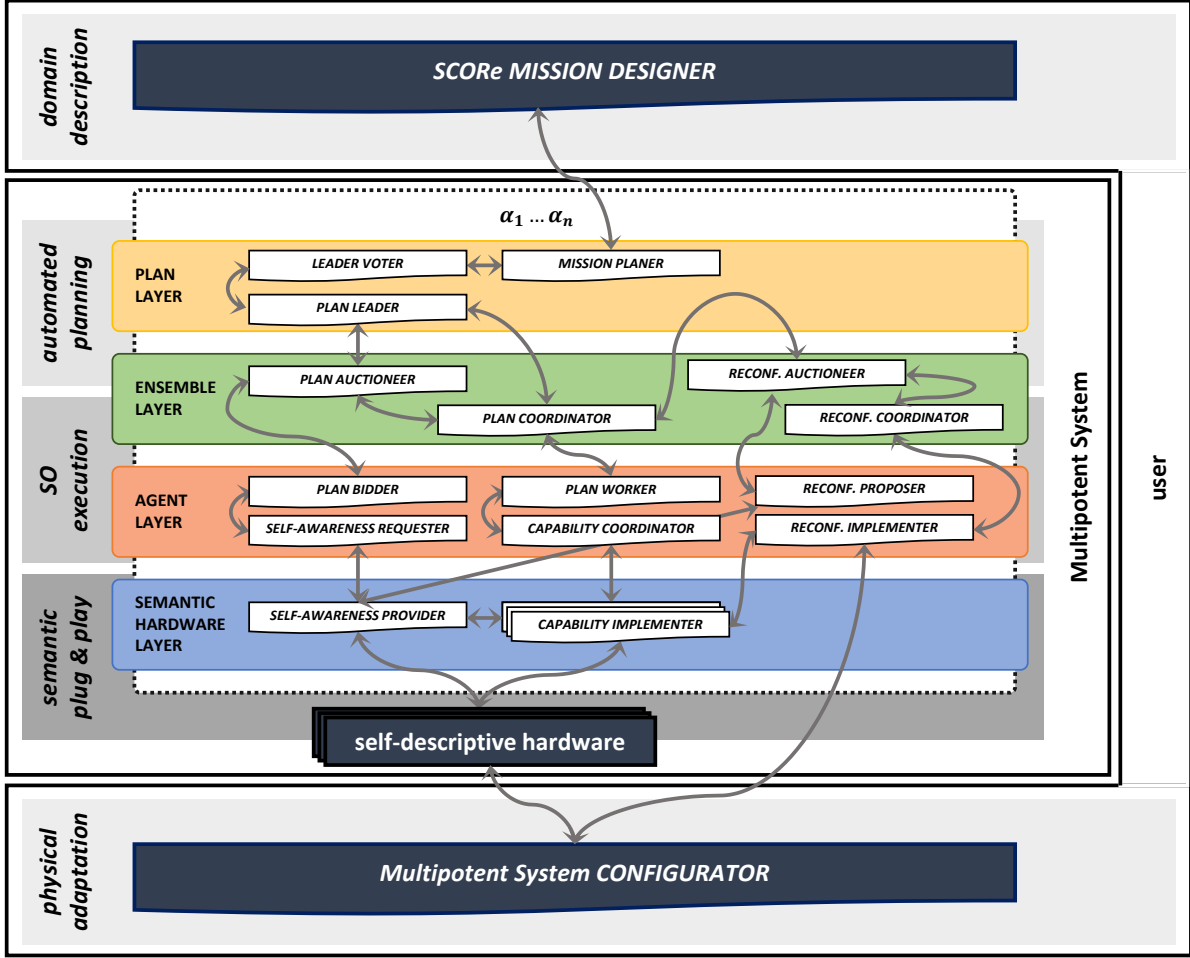 domain
description
SCORe MISSION DESIGNER
α1 … αn
automated
planning
PLAN
LAYER
LEADER VOTER
MISSION PLANER
PLAN LEADER
ENSEMBLE
LAYER
PLAN AUCTIONEER
RECONF. AUCTIONEER
PLAN COORDINATOR
RECONF. COORDINATOR
SO
execution
AGENT
LAYER
PLAN BIDDER
PLAN WORKER
RECONF. PROPOSER
SELF-AWARENESS REQUESTER
CAPABILITY COORDINATOR
RECONF. IMPLEMENTER
semantic
plug & play
SEMANTIC
HARDWARE
LAYER
SELF-AWARENESS PROVIDER
CAPABILITY IMPLEMENTER
self-descriptive hardware
Multipotent System
user
physical
adaptation
Multipotent System CONFIGURATOR